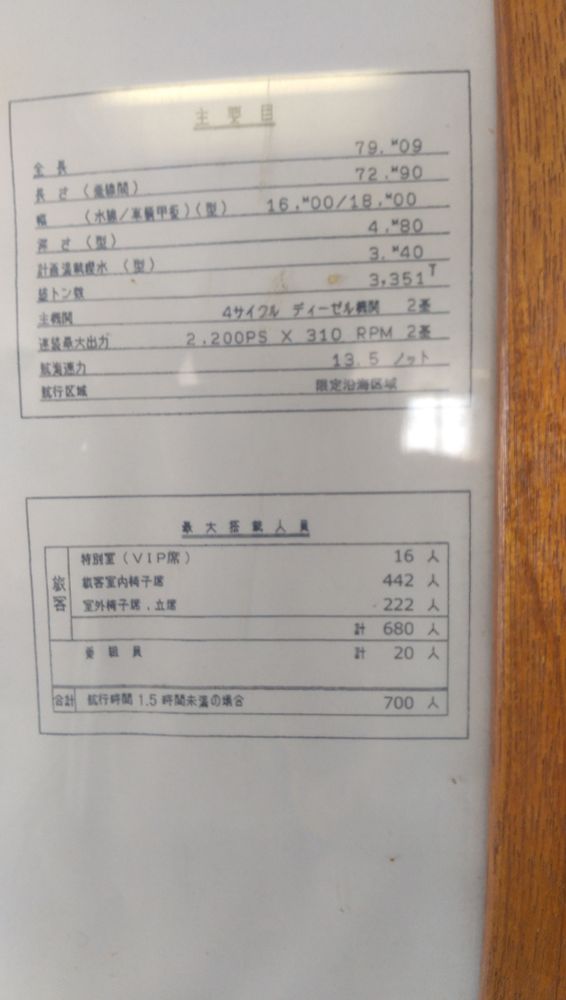 主要目
全長 79.ᴹ09
長さ(垂線間) 72.ᴹ90
幅 (水線/車輌甲板)(型) 16.ᴹ00/18.ᴹ00
深さ(型) 4.ᴹ80
計画満載喫水(型) 3.ᴹ40
総トン数 3,351ᵀ
主機関 4サイクル ディーゼル機関 2基
連続最大出力 2.200PS X 310 RPM 2基
航海速力 13.5 ノット
航行区域 限定沿海区域
最大搭載人員
旅客
特別室(VIP席) 16 人
旅客室内椅子席 442 人
室外椅子席.立席 222 人
計 680 人
乗組員 計 20 人
合計 航行時間 1.5 時間未満の場合 700 人